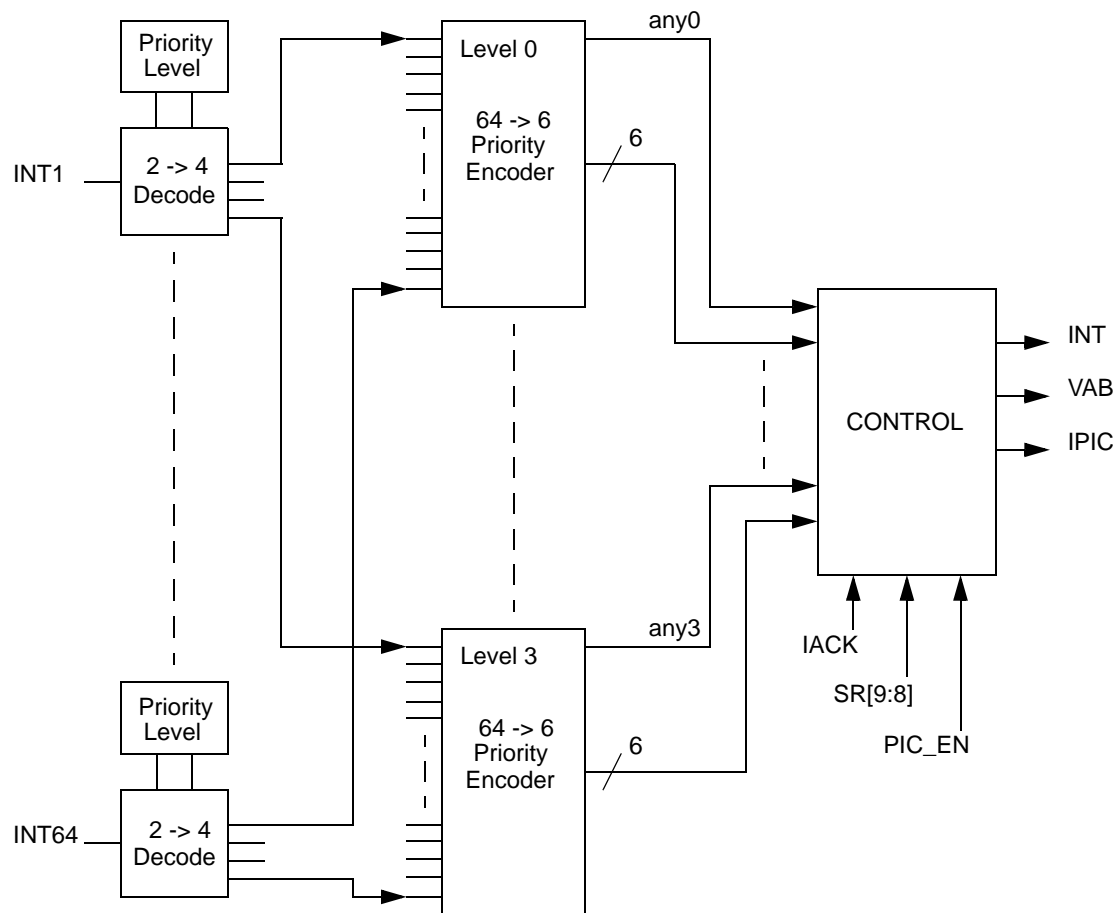 Priority
Level
INT1
2 -> 4
Decode
Level 0
64 -> 6
Priority
Encoder
any0
6
CONTROL
INT
VAB
IPIC
IACK
SR[9:8]
PIC_EN
Priority
Level
INT64
2 -> 4
Decode
Level 3
64 -> 6
Priority
Encoder
any3
6